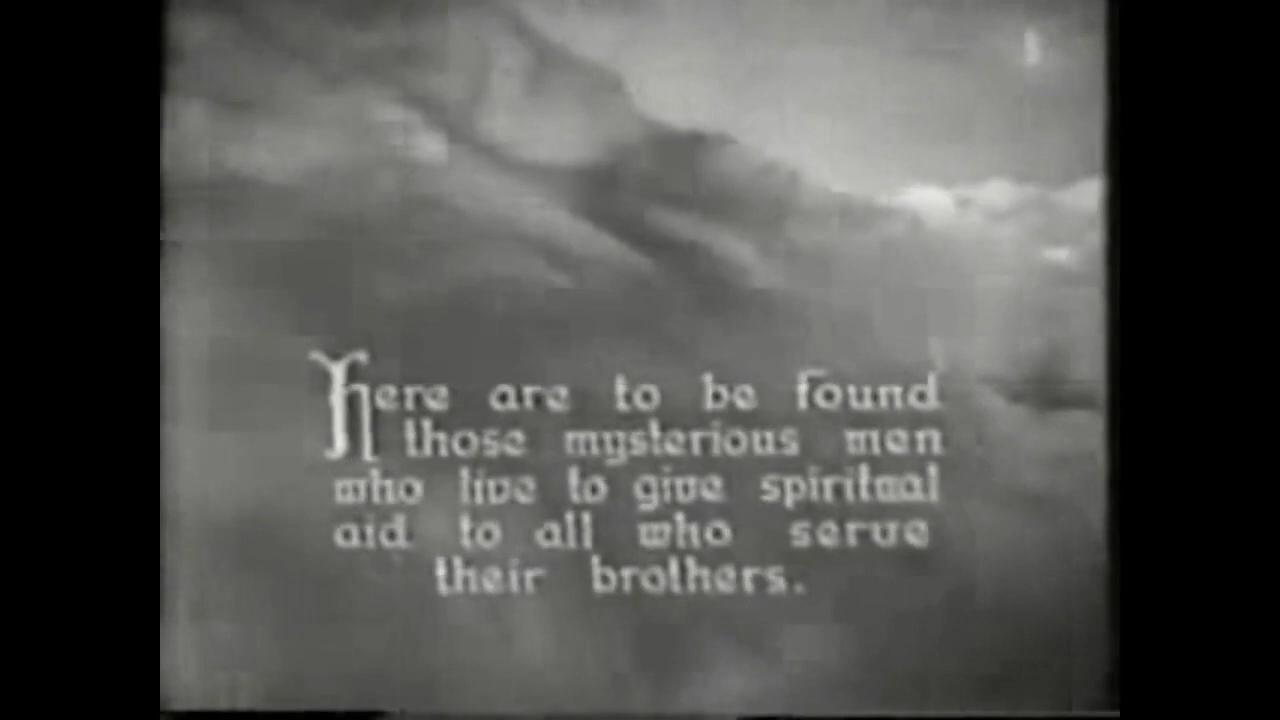 Here are to be found
those mysterious men
who live to give spiritual
aid to all who serve
their brothers.